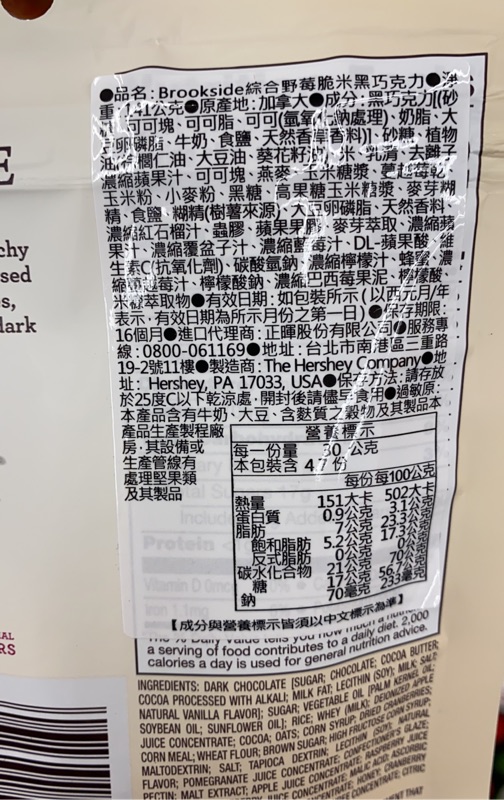 E
chy
sed
s,
dark
AL
RS
●品名:Brookside綜合野莓脆米黑巧克力●淨
重:141公克●原產地:加拿大●成分:黑巧克力[(砂
可可塊、可可脂、可可(氫氧化鈉處理)、奶脂、大
豆卵磷脂、牛奶、食鹽、天然香草香料)]、砂糖、植物
油(棕櫚仁油、大豆油、葵花籽油)、米、乳清、去離子
濃縮蘋果汁、可可塊、燕麥、玉米糖漿、蔓越莓乾、
玉米粉、小麥粉、黑糖、高果糖玉米糖漿、麥芽糊
精、食鹽、糊精(樹薯來源)、大豆卵磷脂、天然香料、
濃縮紅石榴汁、蟲膠、蘋果果膠、麥芽萃取、濃縮蘋
果汁、濃縮覆盆子汁、濃縮藍莓汁、DL-蘋果酸、維
生素C(抗氧化劑)、碳酸氫鈉、濃縮檸檬汁、蜂蜜、濃
縮蔓越莓汁、檸檬酸鈉、濃縮巴西莓果泥、檸檬酸、
米糠萃取物●有效日期:如包裝所示(以西元月/年
表示,有效日期為所示月份之第一日)●保存期限:
16個月●進口代理商:正暉股份有限公司●服務專
線:0800-061169●地址:台北市南港區三重路
19-2號11樓●製造商:The Hershey Company●地
址: Hershey, PA 17033, USA●保存方法:請存放
於25度C以下乾涼處,開封後請儘早食用●過敏原:
本產品含有牛奶、大豆、含麩質之穀物及其製品本
產品生產製程廠
房,其設備或
生產管線有
處理堅果類
及其製品
營養標示
每一份量 30 公克
本包裝含 4.7 份
每份 每100公克
熱量 151大卡 502大卡
蛋白質 0.9公克 3.1公克
脂肪 7公克 23.3公克
飽和脂肪 5.2公克 17.3公克
反式脂肪 0公克 0公克
碳水化合物 21公克 70公克
糖 17公克 56.7公克
鈉 70毫克 233毫克
【成分與營養標示皆須以中文標示為準】
a serving of food contributes to a daily diet. 2,000
calories a day is used for general nutrition advice.
INGREDIENTS: DARK CHOCOLATE [SUGAR; CHOCOLATE; COCOA BUTTER;
COCOA PROCESSED WITH ALKALI; MILK FAT; LECITHIN (SOY); MILK; SALT;
NATURAL VANILLA FLAVOR]; SUGAR; VEGETABLE OIL [PALM KERNEL OIL;
SOYBEAN OIL; SUNFLOWER OIL]; RICE; WHEY (MILK); DEIONIZED APPLE
JUICE CONCENTRATE; COCOA; OATS; CORN SYRUP; DRIED CRANBERRIES;
CORN MEAL; WHEAT FLOUR; BROWN SUGAR; HIGH FRUCTOSE CORN SYRUP;
MALTODEXTRIN; SALT; TAPIOCA DEXTRIN; LECITHIN (SOY); NATURAL
FLAVOR; POMEGRANATE JUICE CONCENTRATE; CONFECTIONER'S GLAZE;
PECTIN; MALT EXTRACT; APPLE JUICE CONCENTRATE; RASPBERRY JUICE